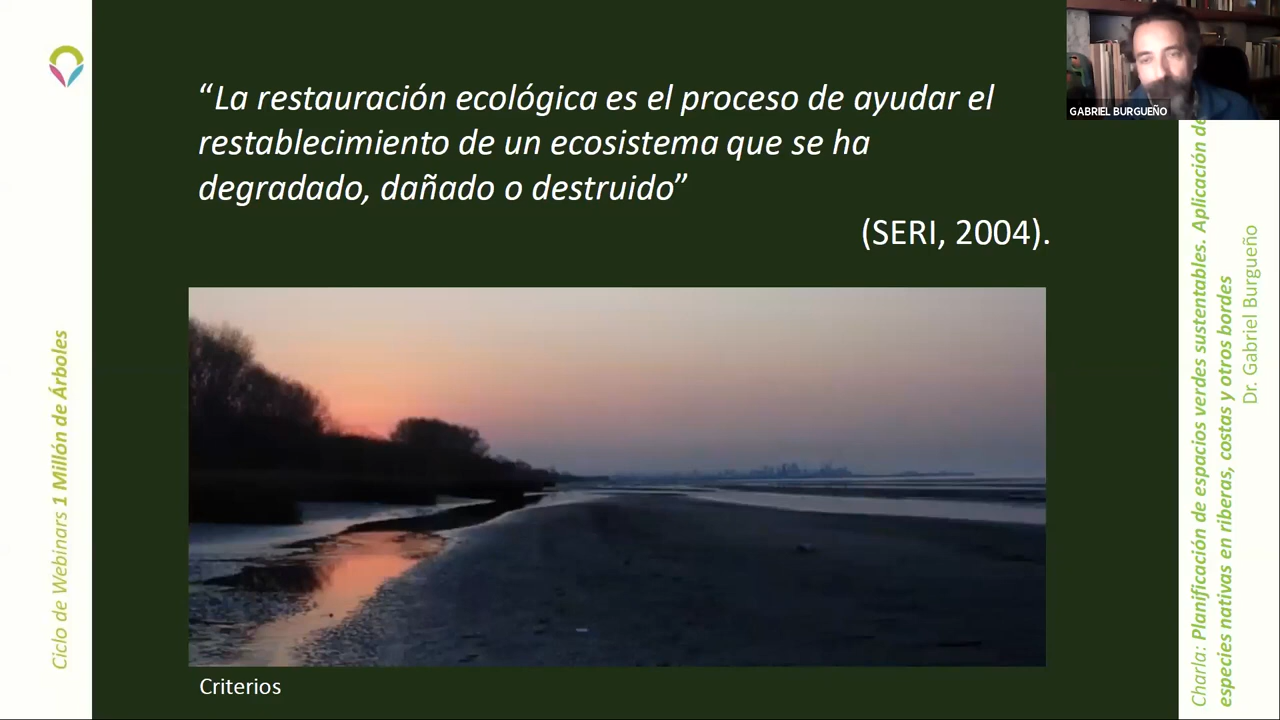 “La restauración ecológica es el proceso de ayudar el
restablecimiento de un ecosistema que se ha
degradado, dañado o destruido”
(SERI, 2004).
Criterios
Ciclo de Webinars 1 Millón de Árboles
GABRIEL BURGUEÑO
Charla: Planificación de espacios verdes sustentables. Aplicación de
especies nativas en riberas, costas y otros bordes
Dr. Gabriel Burgueño